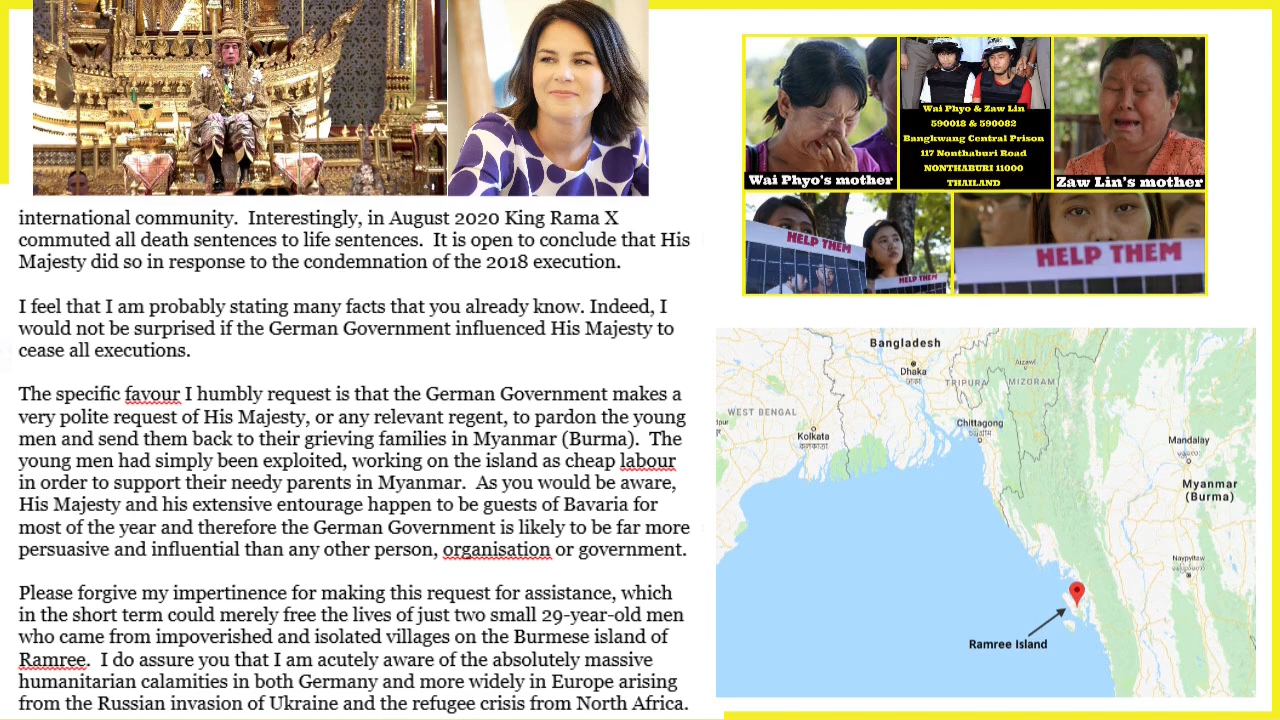 international community.  Interestingly, in August 2020 King Rama X
commuted all death sentences to life sentences.  It is open to conclude that His
Majesty did so in response to the condemnation of the 2018 execution.
I feel that I am probably stating many facts that you already know. Indeed, I
would not be surprised if the German Government influenced His Majesty to
cease all executions.
The specific favour I humbly request is that the German Government makes a
very polite request of His Majesty, or any relevant regent, to pardon the young
men and send them back to their grieving families in Myanmar (Burma).  The
young men had simply been exploited, working on the island as cheap labour
in order to support their needy parents in Myanmar.  As you would be aware,
His Majesty and his extensive entourage happen to be guests of Bavaria for
most of the year and therefore the German Government is likely to be far more
persuasive and influential than any other person, organisation or government.
Please forgive my impertinence for making this request for assistance, which
in the short term could merely free the lives of just two small 29-year-old men
who came from impoverished and isolated villages on the Burmese island of
Ramree.  I do assure you that I am acutely aware of the absolutely massive
humanitarian calamities in both Germany and more widely in Europe arising
from the Russian invasion of Ukraine and the refugee crisis from North Africa.
Wai Phyo & Zaw Lin
590018 & 590082
Bangkwang Central Prison
117 Nonthaburi Road
NONTHABURI 11000
THAILAND
Wai Phyo's mother
Zaw Lin's mother
HELP THEM
HELP THEM
HELP THEM
Bangladesh
Dhaka
ঢাকা
Aizawl
TRIPURA
MIZORAM
WEST BENGAL
Chittagong
চট্টগ্রাম
Kolkata
কলকাতা
Mandalay
Myanmar
(Burma)
Naypyitaw
Ramree Island